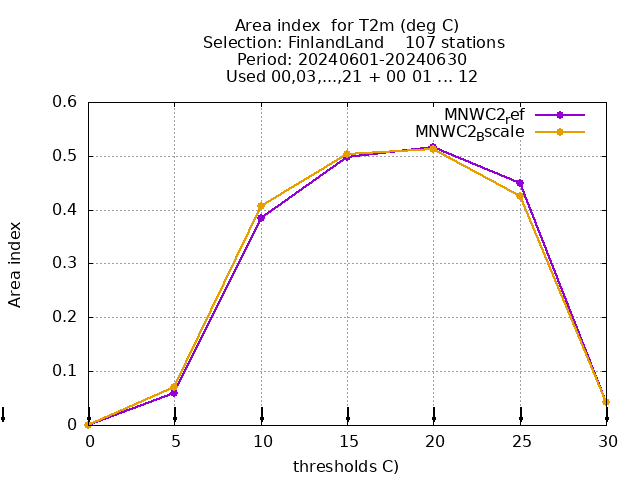 Area index  for T2m (deg C)
Selection: FinlandLand    107 stations
Period: 20240601-20240630
Used 00,03,...,21 + 00 01 ... 12
MNWC2_ref
MNWC2_Bscale
0.6
0.5
0.4
0.3
0.2
0.1
0
Area index
0 5 10 15 20 25 30
thresholds C)